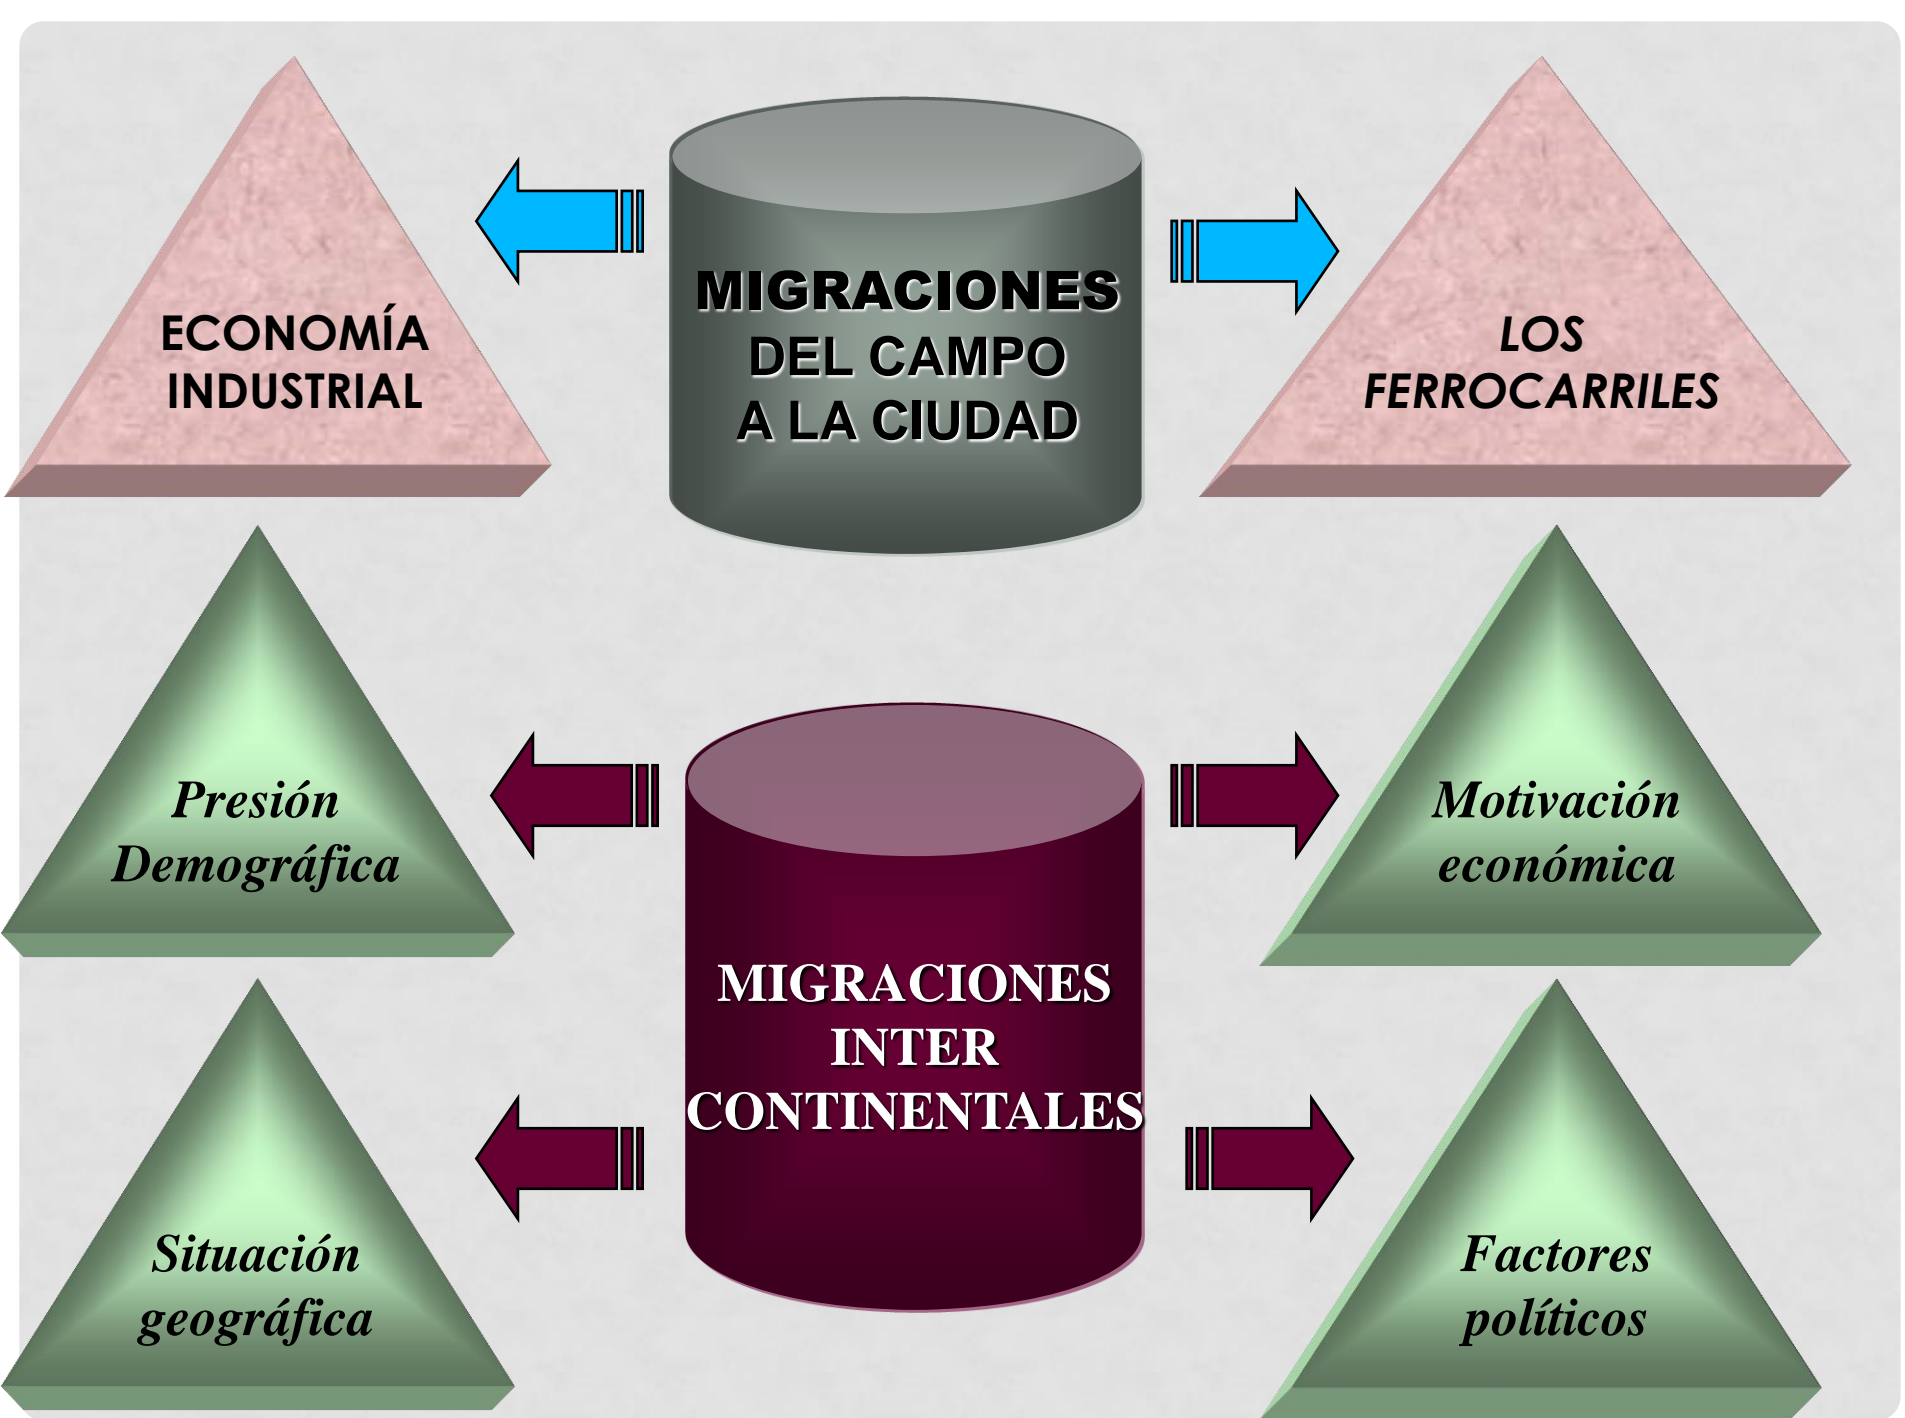 ECONOMÍA
INDUSTRIAL
MIGRACIONES
DEL CAMPO
A LA CIUDAD
LOS
FERROCARRILES
Presión
Demográfica
Motivación
económica
MIGRACIONES
INTER
CONTINENTALES
Situación
geográfica
Factores
políticos